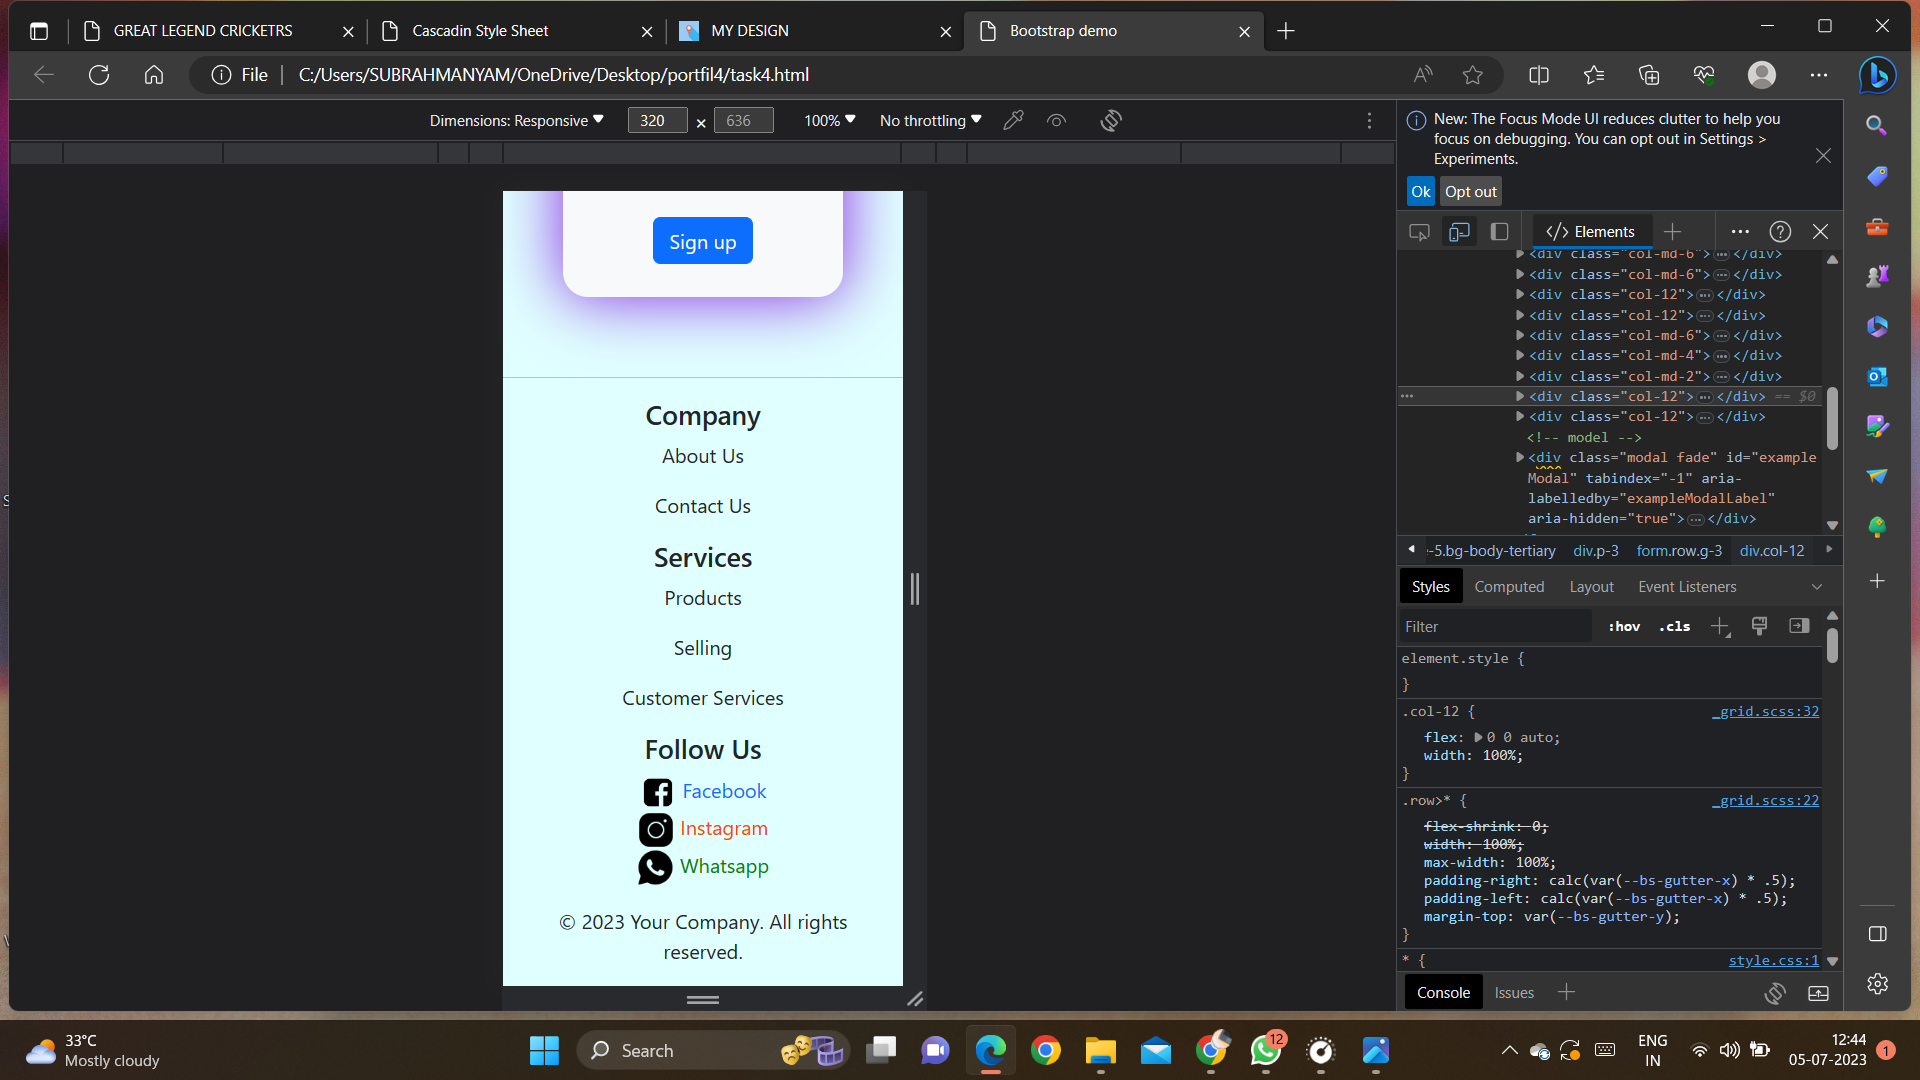 GREAT LEGEND CRICKETRS
Cascadin Style Sheet
MY DESIGN
Bootstrap demo
File
C:/Users/SUBRAHMANYAM/OneDrive/Desktop/portfil4/task4.html
Dimensions: Responsive
320 × 636
100%
No throttling
Sign up
Company
About Us
Contact Us
Services
Products
Selling
Customer Services
Follow Us
Facebook
Instagram
Whatsapp
© 2023 Your Company. All rights
reserved.
New: The Focus Mode UI reduces clutter to help you
focus on debugging. You can opt out in Settings >
Experiments.
Ok
Opt out
</> Elements
<div class="col-md-6">…</div>
<div class="col-md-6">…</div>
<div class="col-12">…</div>
<div class="col-12">…</div>
<div class="col-md-6">…</div>
<div class="col-md-4">…</div>
<div class="col-md-2">…</div>
<div class="col-12">…</div> == $0
<div class="col-12">…</div>
<!-- model -->
<div class="modal fade" id="example
Modal" tabindex="-1" aria-
labelledby="exampleModalLabel"
aria-hidden="true">…</div>
-5.bg-body-tertiary div.p-3 form.row.g-3 div.col-12
Styles Computed Layout Event Listeners
Filter
:hov .cls
element.style {
}
.col-12 { _grid.scss:32
flex: 0 0 auto;
width: 100%;
}
.row>* { _grid.scss:22
flex-shrink: 0;
width: 100%;
max-width: 100%;
padding-right: calc(var(--bs-gutter-x) * .5);
padding-left: calc(var(--bs-gutter-x) * .5);
margin-top: var(--bs-gutter-y);
}
* { style.css:1
Console Issues
33°C
Mostly cloudy
Search
12
ENG
IN
12:44
05-07-2023
1